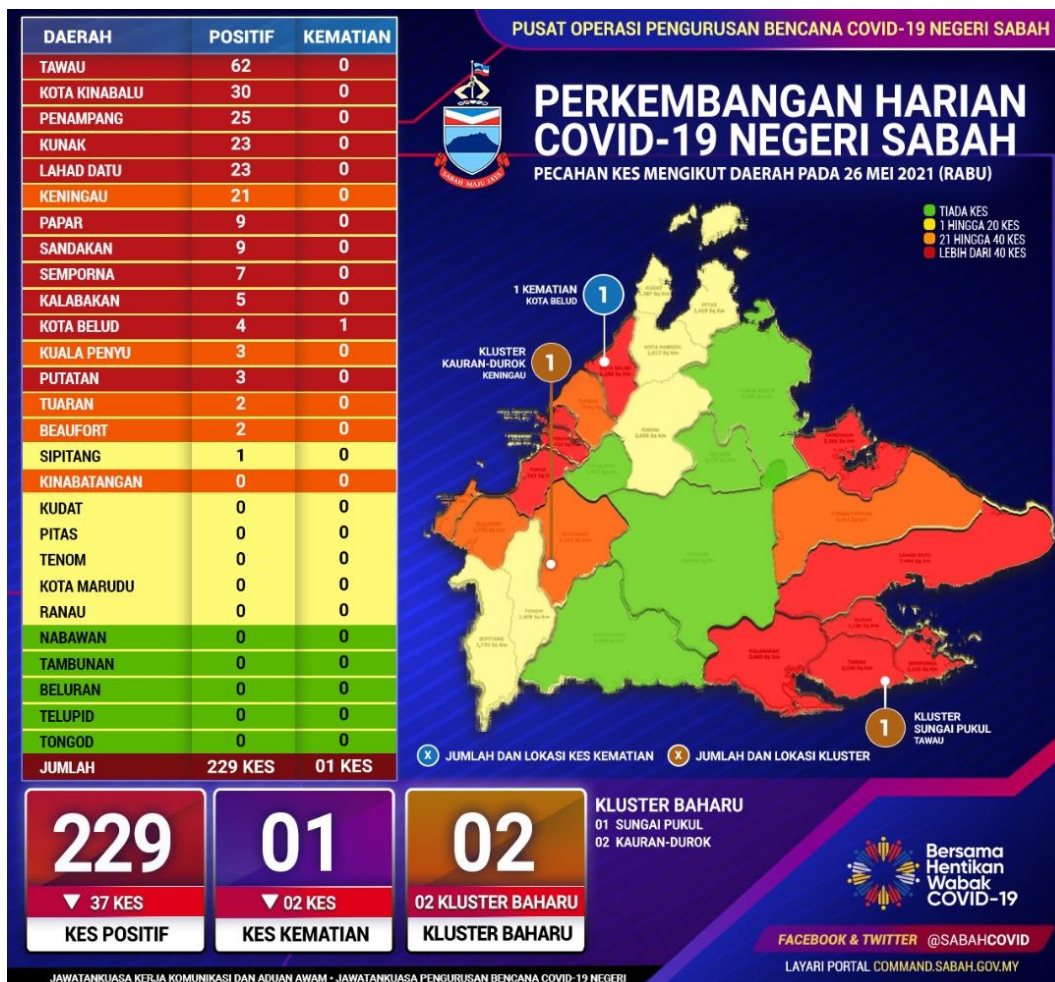 DAERAH POSITIF KEMATIAN
TAWAU 62 0
KOTA KINABALU 30 0
PENAMPANG 25 0
KUNAK 23 0
LAHAD DATU 23 0
KENINGAU 21 0
PAPAR 9 0
SANDAKAN 9 0
SEMPORNA 7 0
KALABAKAN 5 0
KOTA BELUD 4 1
KUALA PENYU 3 0
PUTATAN 3 0
TUARAN 2 0
BEAUFORT 2 0
SIPITANG 1 0
KINABATANGAN 0 0
KUDAT 0 0
PITAS 0 0
TENOM 0 0
KOTA MARUDU 0 0
RANAU 0 0
NABAWAN 0 0
TAMBUNAN 0 0
BELURAN 0 0
TELUPID 0 0
TONGOD 0 0
JUMLAH 229 KES 01 KES
PUSAT OPERASI PENGURUSAN BENCANA COVID-19 NEGERI SABAH
SABAH MAJU JAYA
PERKEMBANGAN HARIAN
COVID-19 NEGERI SABAH
PECAHAN KES MENGIKUT DAERAH PADA 26 MEI 2021 (RABU)
TIADA KES
1 HINGGA 20 KES
21 HINGGA 40 KES
LEBIH DARI 40 KES
1 KEMATIAN
KOTA BELUD
1
KLUSTER
KAURAN-DUROK
KENINGAU
1
1
KLUSTER
SUNGAI PUKUL
TAWAU
X JUMLAH DAN LOKASI KES KEMATIAN
X JUMLAH DAN LOKASI KLUSTER
229
▼ 37 KES
KES POSITIF
01
▼ 02 KES
KES KEMATIAN
02
02 KLUSTER BAHARU
KLUSTER BAHARU
KLUSTER BAHARU
01 SUNGAI PUKUL
02 KAURAN-DUROK
Bersama
Hentikan
Wabak
COVID-19
FACEBOOK & TWITTER @SABAHCOVID
LAYARI PORTAL COMMAND.SABAH.GOV.MY
JAWATANKUASA KERJA KOMUNIKASI DAN ADUAN AWAM • JAWATANKUASA PENGURUSAN BENCANA COVID-19 NEGERI